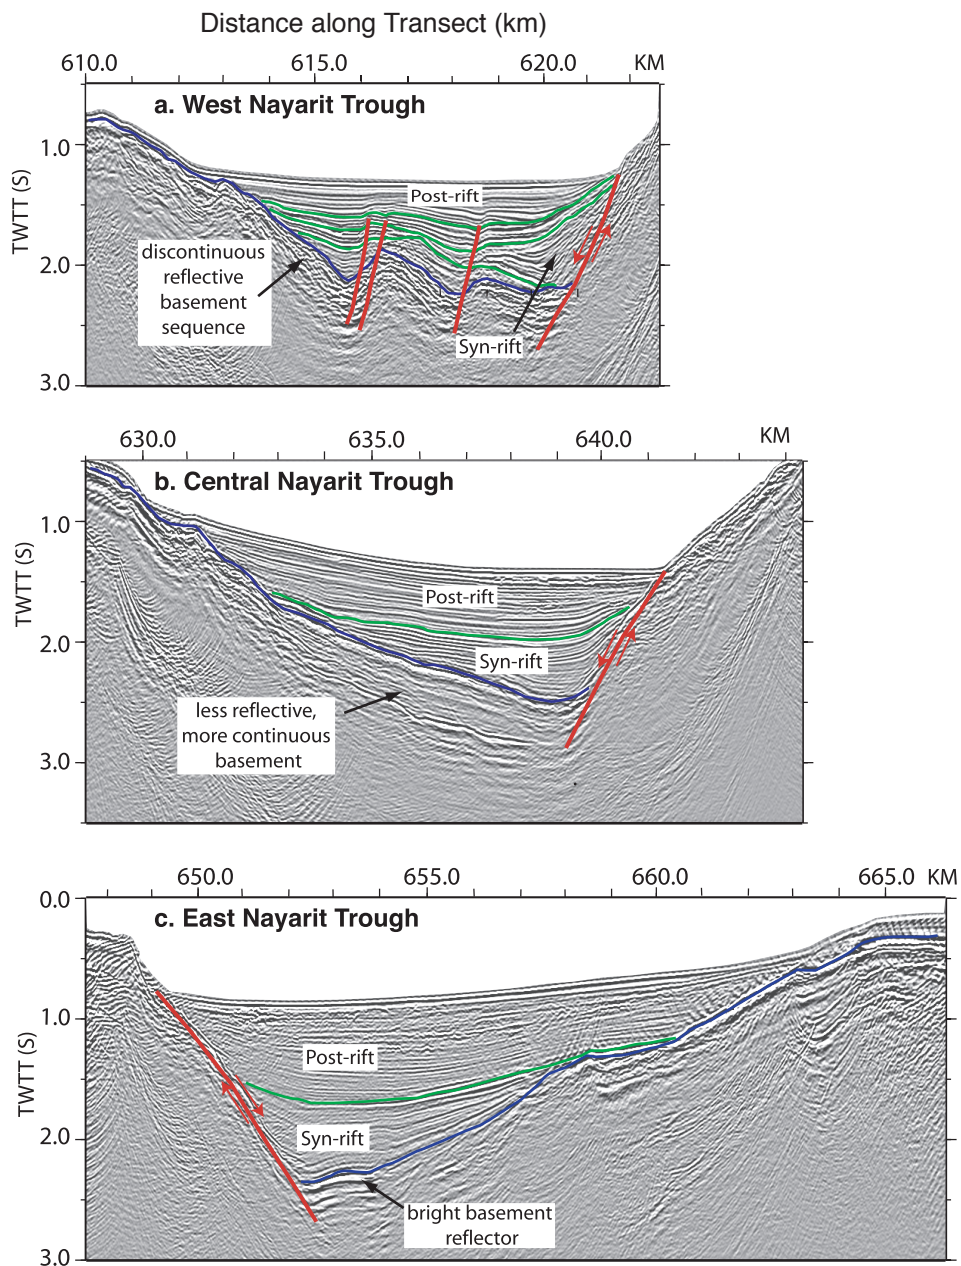 Distance along Transect (km)
610.0 615.0 620.0 KM
a. West Nayarit Trough
1.0
Post-rift
TWTT (S)
discontinuous
reflective
basement
sequence
2.0
Syn-rift
3.0
630.0 635.0 640.0 KM
b. Central Nayarit Trough
1.0
TWTT (S)
Post-rift
2.0
Syn-rift
less reflective,
more continuous
basement
3.0
650.0 655.0 660.0 665.0 KM
0.0
c. East Nayarit Trough
1.0
TWTT (S)
Post-rift
2.0
Syn-rift
bright basement
reflector
3.0